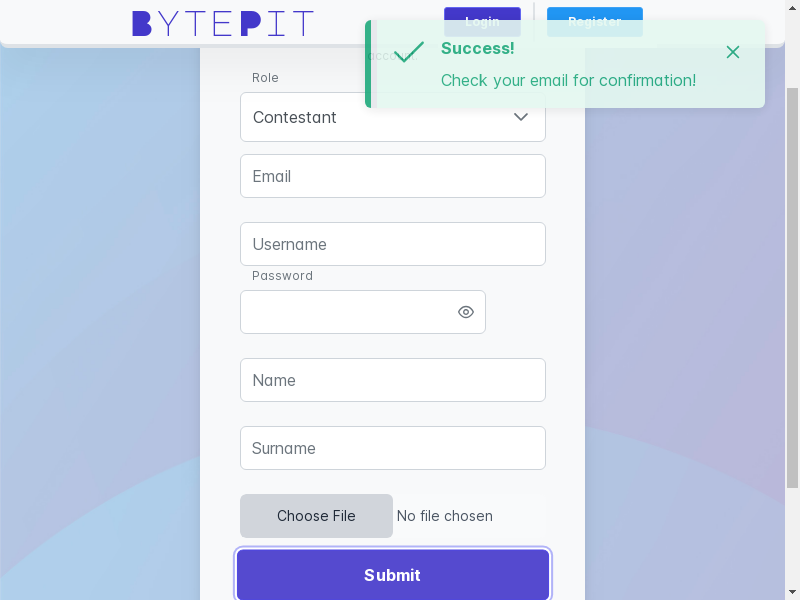 BYTEPIT
Login
Register
Success!
Check your email for confirmation!
account.
Role
Contestant
Email
Username
Password
Name
Surname
Choose File
No file chosen
Submit